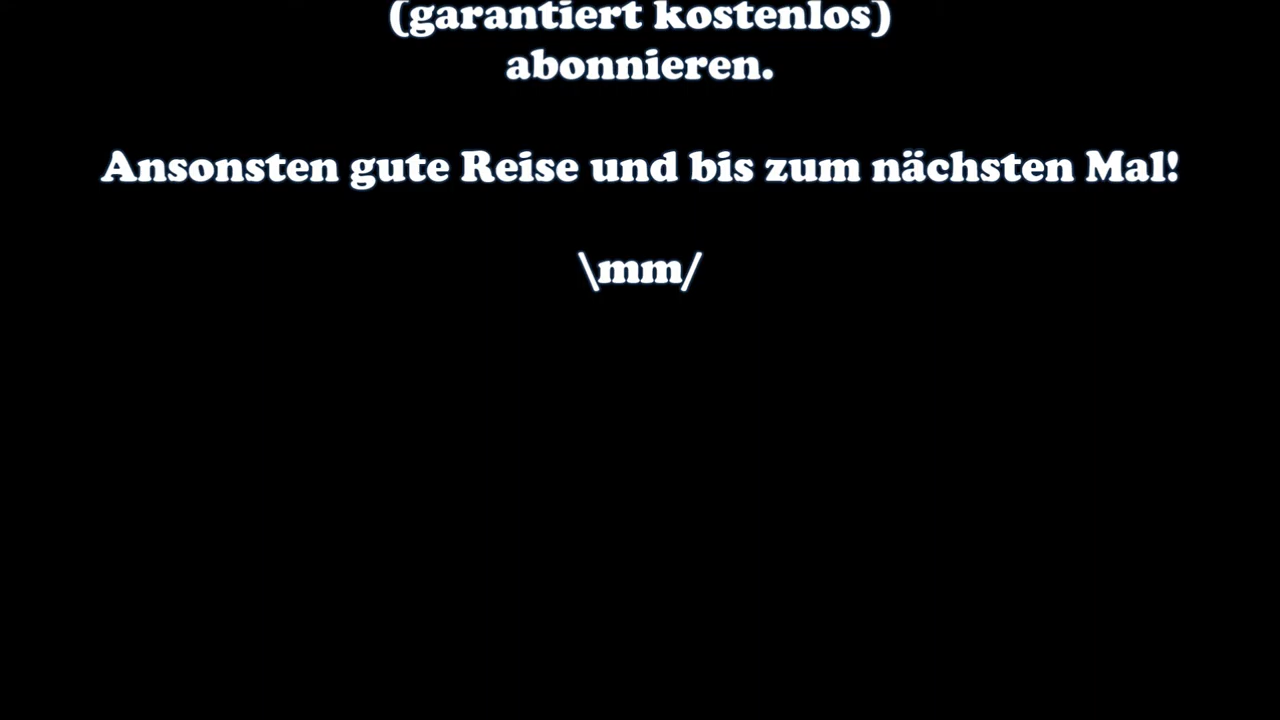 (garantiert kostenlos)
abonnieren.
Ansonsten gute Reise und bis zum nächsten Mal!
\mm/